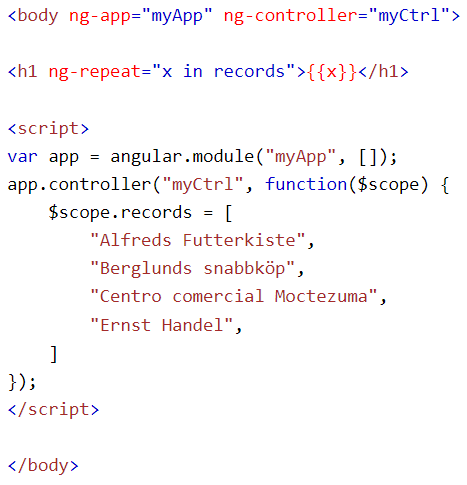 <body ng-app="myApp" ng-controller="myCtrl">
<h1 ng-repeat="x in records">{{x}}</h1>
<script>
var app = angular.module("myApp", []);
app.controller("myCtrl", function($scope) {
    $scope.records = [
        "Alfreds Futterkiste",
        "Berglunds snabbköp",
        "Centro comercial Moctezuma",
        "Ernst Handel",
    ]
});
</script>
</body>